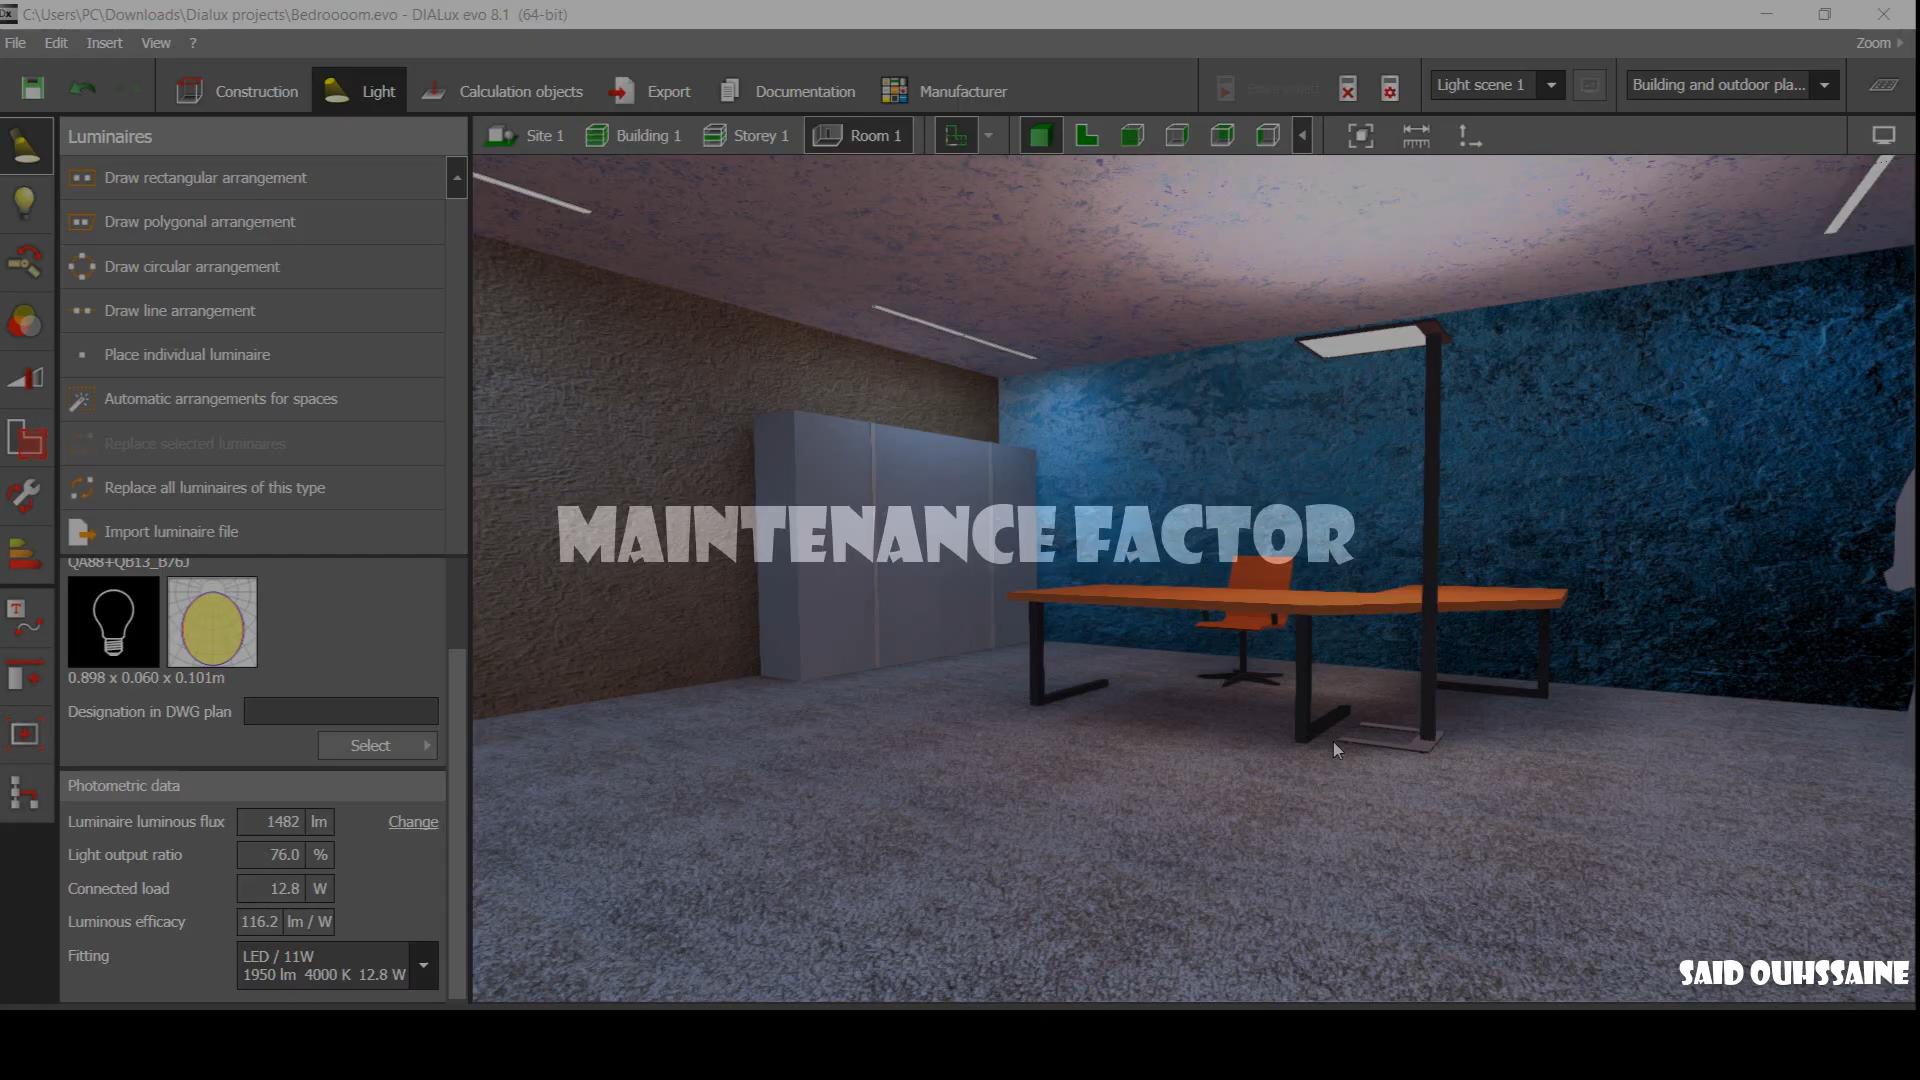 C:\Users\PC\Downloads\Dialux projects\Bedroooom.evo - DIALux evo 8.1 (64-bit)
File Edit Insert View ? Zoom
Construction Light Calculation objects Export Documentation Manufacturer Light scene 1 Building and outdoor pla...
Luminaires
Site 1 Building 1 Storey 1 Room 1
Draw rectangular arrangement
Draw polygonal arrangement
Draw circular arrangement
Draw line arrangement
Place individual luminaire
Automatic arrangements for spaces
Replace selected luminaires
Replace all luminaires of this type
Import luminaire file
MAINTENANCE FACTOR
0.898 x 0.060 x 0.101m
Designation in DWG plan
Select
Photometric data
Luminaire luminous flux 1482 lm Change
Light output ratio 76.0 %
Connected load 12.8 W
Luminous efficacy 116.2 lm / W
Fitting LED / 11W
1950 lm 4000 K 12.8 W
SAID OUHSSAINE